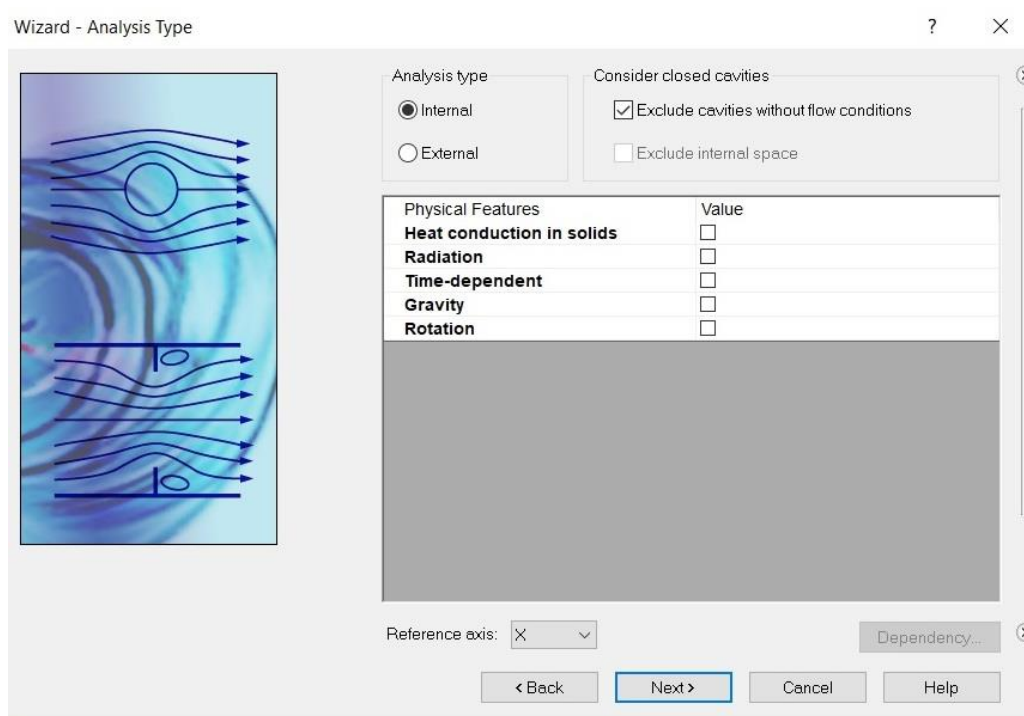 Wizard - Analysis Type ?
Analysis type
Internal
External
Consider closed cavities
Exclude cavities without flow conditions
Exclude internal space
Physical Features Value
Heat conduction in solids
Radiation
Time-dependent
Gravity
Rotation
Reference axis: X
Dependency...
< Back Next > Cancel Help